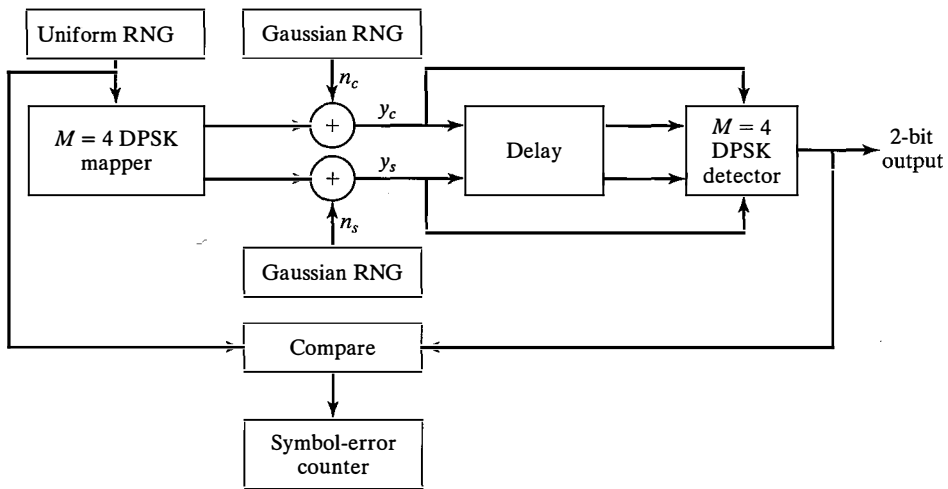 Uniform RNG
Gaussian RNG
n_c
M = 4 DPSK
mapper
+
y_c
Delay
M = 4
DPSK
detector
2-bit
output
+
y_s
n_s
Gaussian RNG
Compare
Symbol-error
counter